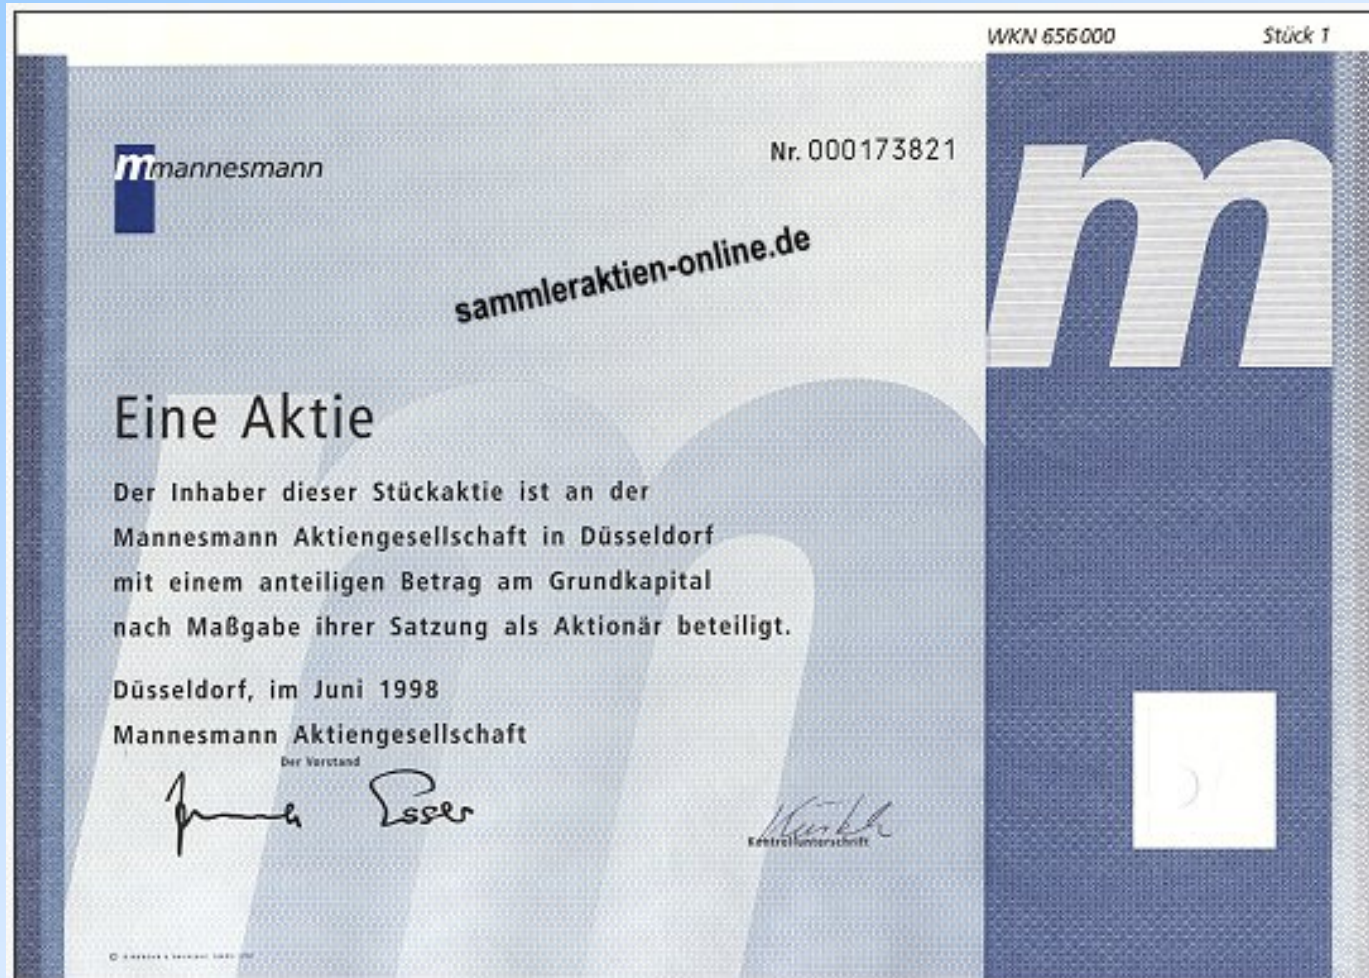 WKN 656000 Stück 1
mmannesmann
Nr. 000173821
sammleraktien-online.de
m
Eine Aktie
Der Inhaber dieser Stückaktie ist an der
Mannesmann Aktiengesellschaft in Düsseldorf
mit einem anteiligen Betrag am Grundkapital
nach Maßgabe ihrer Satzung als Aktionär beteiligt.
Düsseldorf, im Juni 1998
Mannesmann Aktiengesellschaft
Der Vorstand
Esser
Kontrollunterschrift